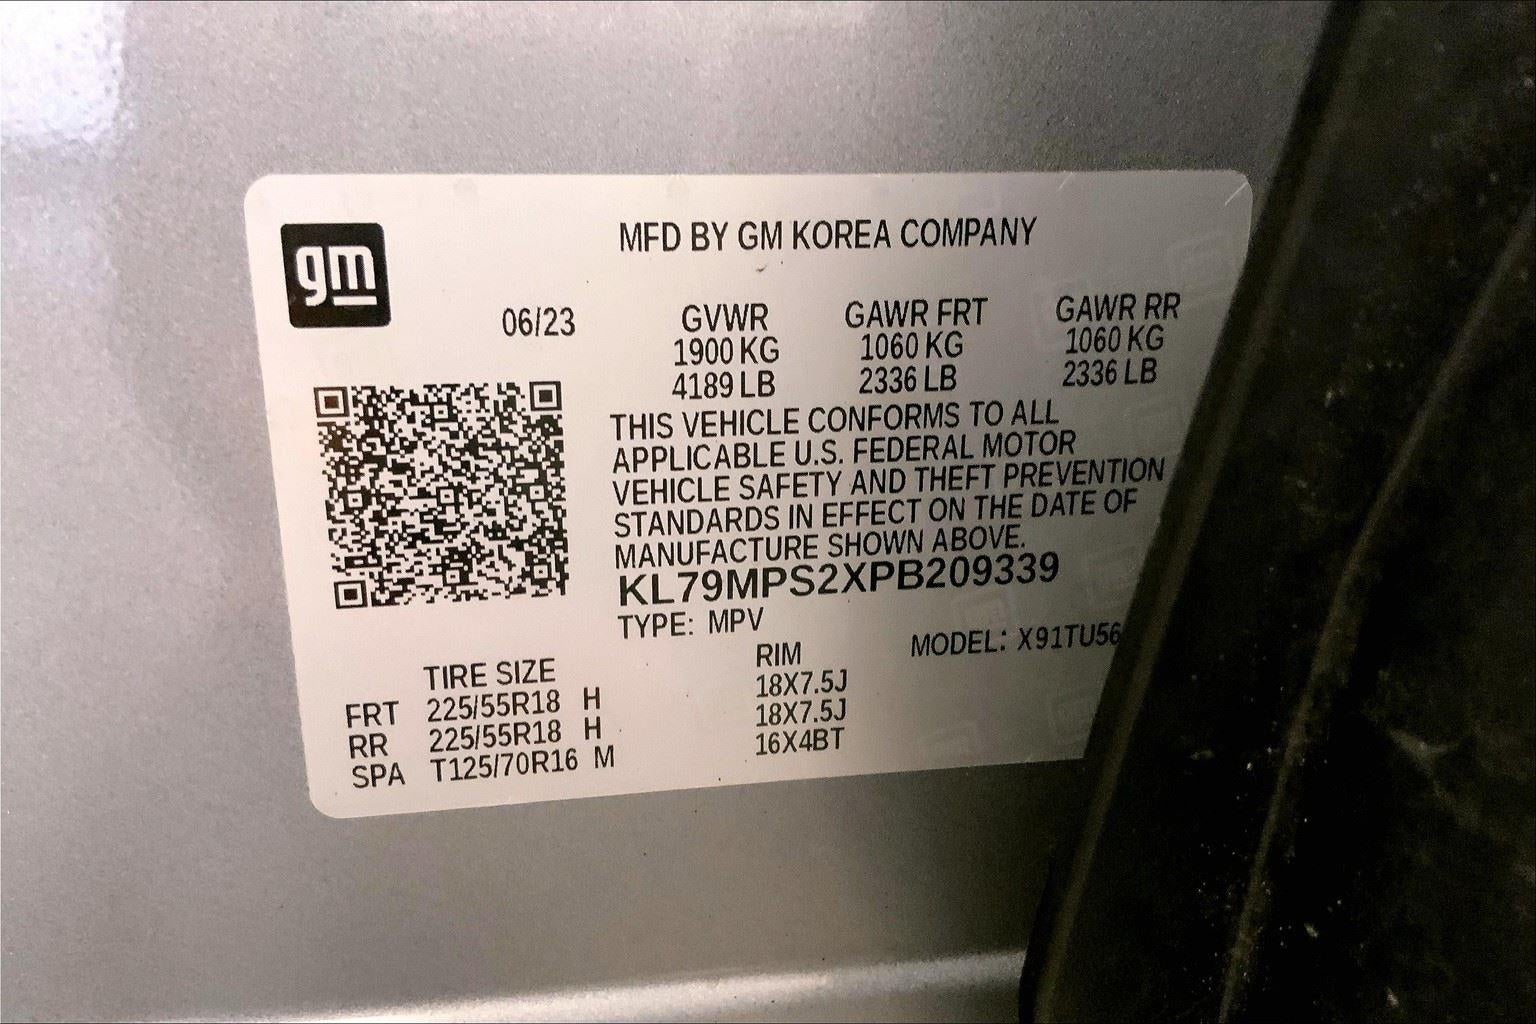 gm
MFD BY GM KOREA COMPANY
06/23 GVWR GAWR FRT GAWR RR
1900 KG 1060 KG 1060 KG
4189 LB 2336 LB 2336 LB
THIS VEHICLE CONFORMS TO ALL
APPLICABLE U.S. FEDERAL MOTOR
VEHICLE SAFETY AND THEFT PREVENTION
STANDARDS IN EFFECT ON THE DATE OF
MANUFACTURE SHOWN ABOVE.
KL79MPS2XPB209339
TYPE: MPV MODEL: X91TU56
TIRE SIZE RIM
FRT 225/55R18 H 18X7.5J
RR 225/55R18 H 18X7.5J
SPA T125/70R16 M 16X4BT